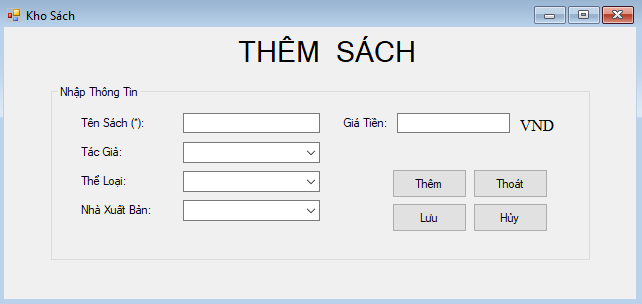 Kho Sách
THÊM SÁCH
Nhập Thông Tin
Tên Sách (*):
Giá Tiền:
VND
Tác Giả:
Thể Loại:
Thêm
Thoát
Nhà Xuất Bản:
Lưu
Hủy